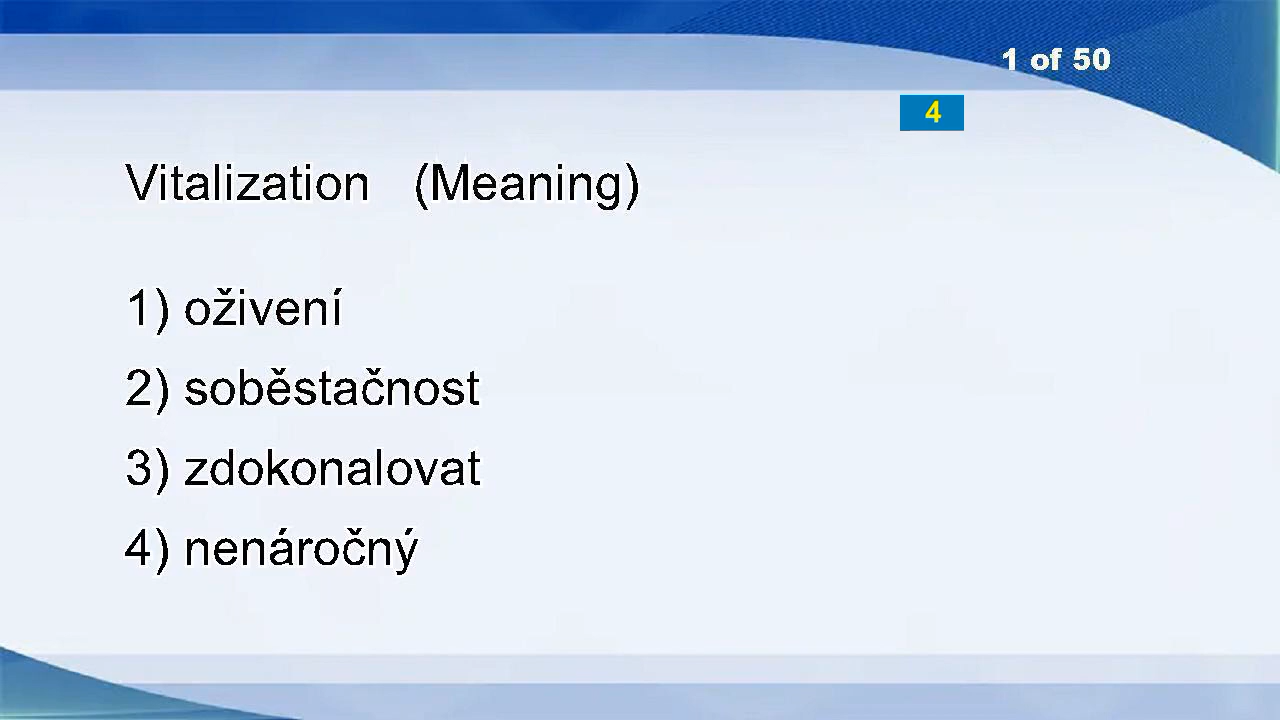 1 of 50
4
Vitalization (Meaning)
1) oživení
2) soběstačnost
3) zdokonalovat
4) nenáročný